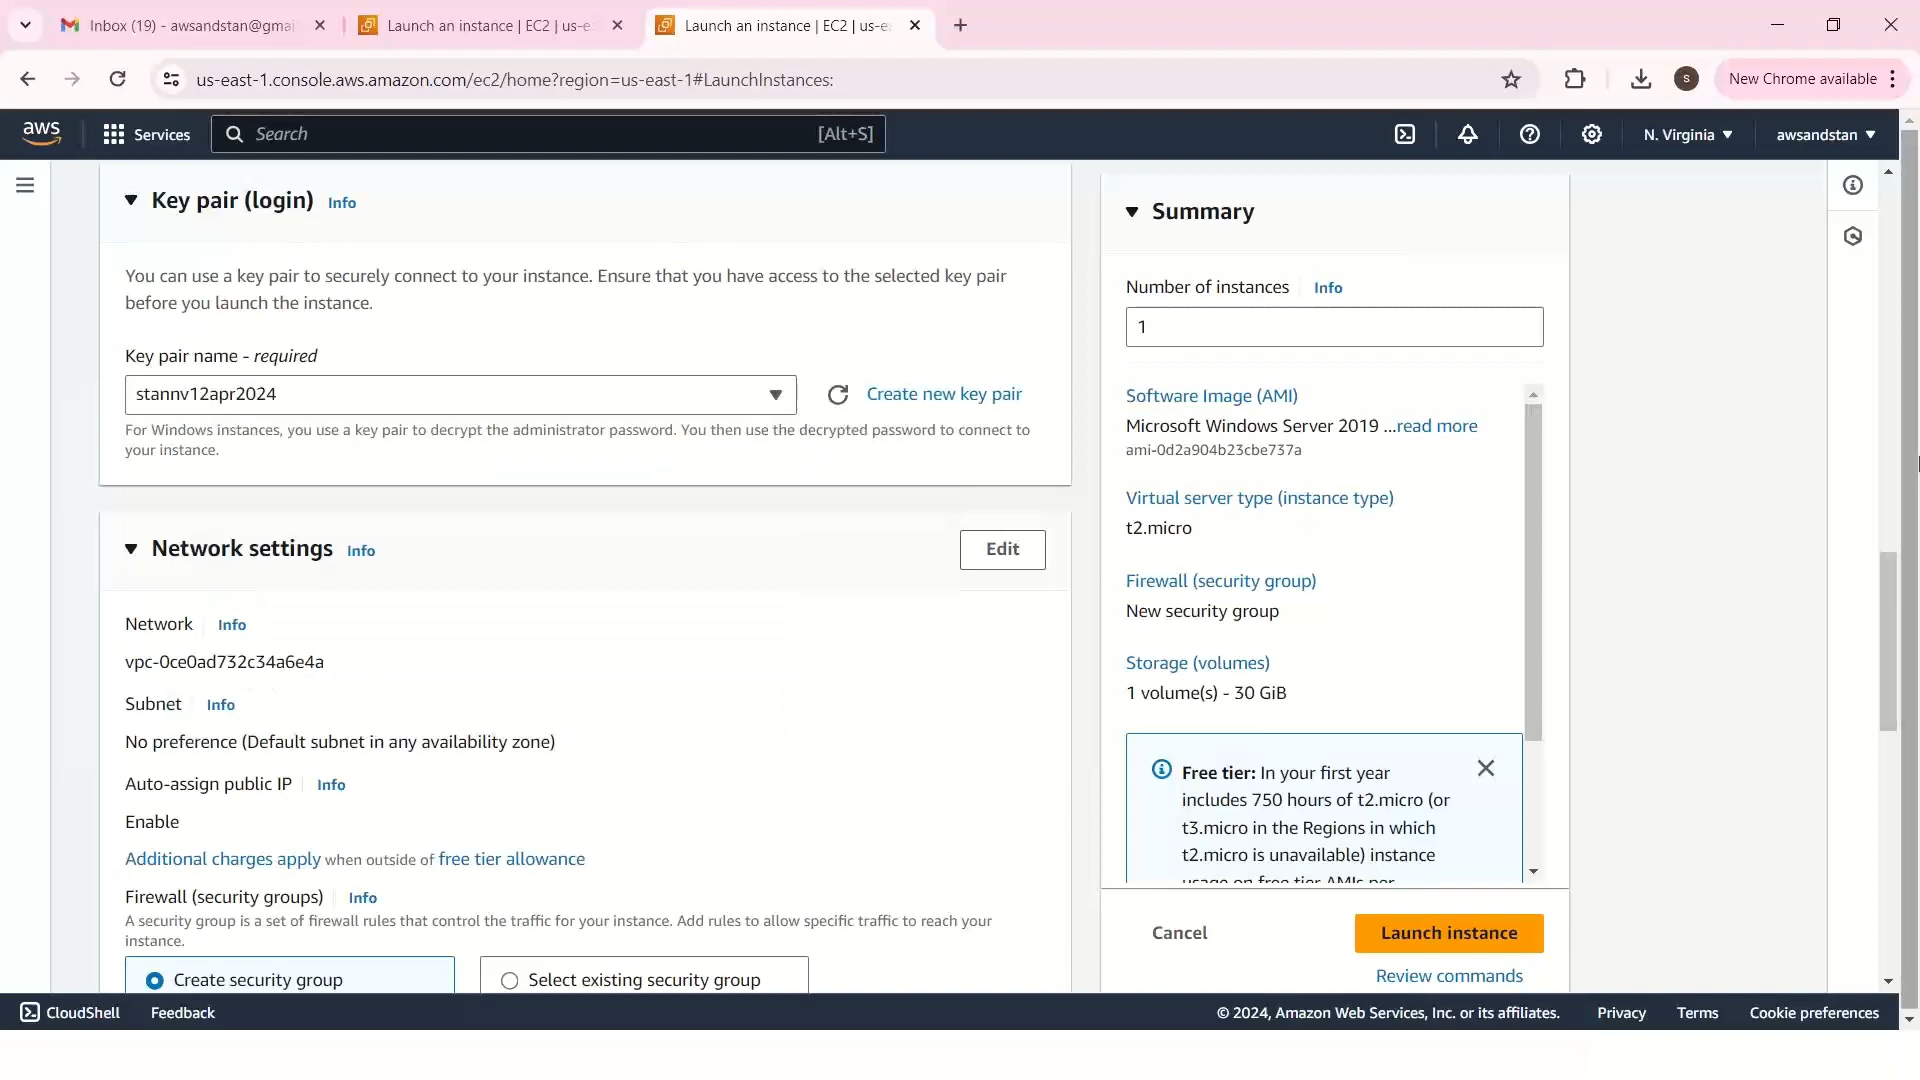 Inbox (19) - awsandstan@gmai
Launch an instance | EC2 | us-e
Launch an instance | EC2 | us-e
us-east-1.console.aws.amazon.com/ec2/home?region=us-east-1#LaunchInstances:
S
New Chrome available
aws
Services
Search
[Alt+S]
N. Virginia
awsandstan
Key pair (login)
Info
You can use a key pair to securely connect to your instance. Ensure that you have access to the selected key pair
before you launch the instance.
Key pair name - required
stannv12apr2024
Create new key pair
For Windows instances, you use a key pair to decrypt the administrator password. You then use the decrypted password to connect to
your instance.
Network settings
Info
Edit
Network
Info
vpc-0ce0ad732c34a6e4a
Subnet
Info
No preference (Default subnet in any availability zone)
Auto-assign public IP
Info
Enable
Additional charges apply when outside of free tier allowance
Firewall (security groups)
Info
A security group is a set of firewall rules that control the traffic for your instance. Add rules to allow specific traffic to reach your
instance.
Create security group
Select existing security group
Summary
Number of instances
Info
1
Software Image (AMI)
Microsoft Windows Server 2019 ...read more
ami-0d2a904b23cbe737a
Virtual server type (instance type)
t2.micro
Firewall (security group)
New security group
Storage (volumes)
1 volume(s) - 30 GiB
Free tier: In your first year
includes 750 hours of t2.micro (or
t3.micro in the Regions in which
t2.micro is unavailable) instance
usage on free tier AMIs per
Cancel
Launch instance
Review commands
CloudShell
Feedback
© 2024, Amazon Web Services, Inc. or its affiliates.
Privacy
Terms
Cookie preferences